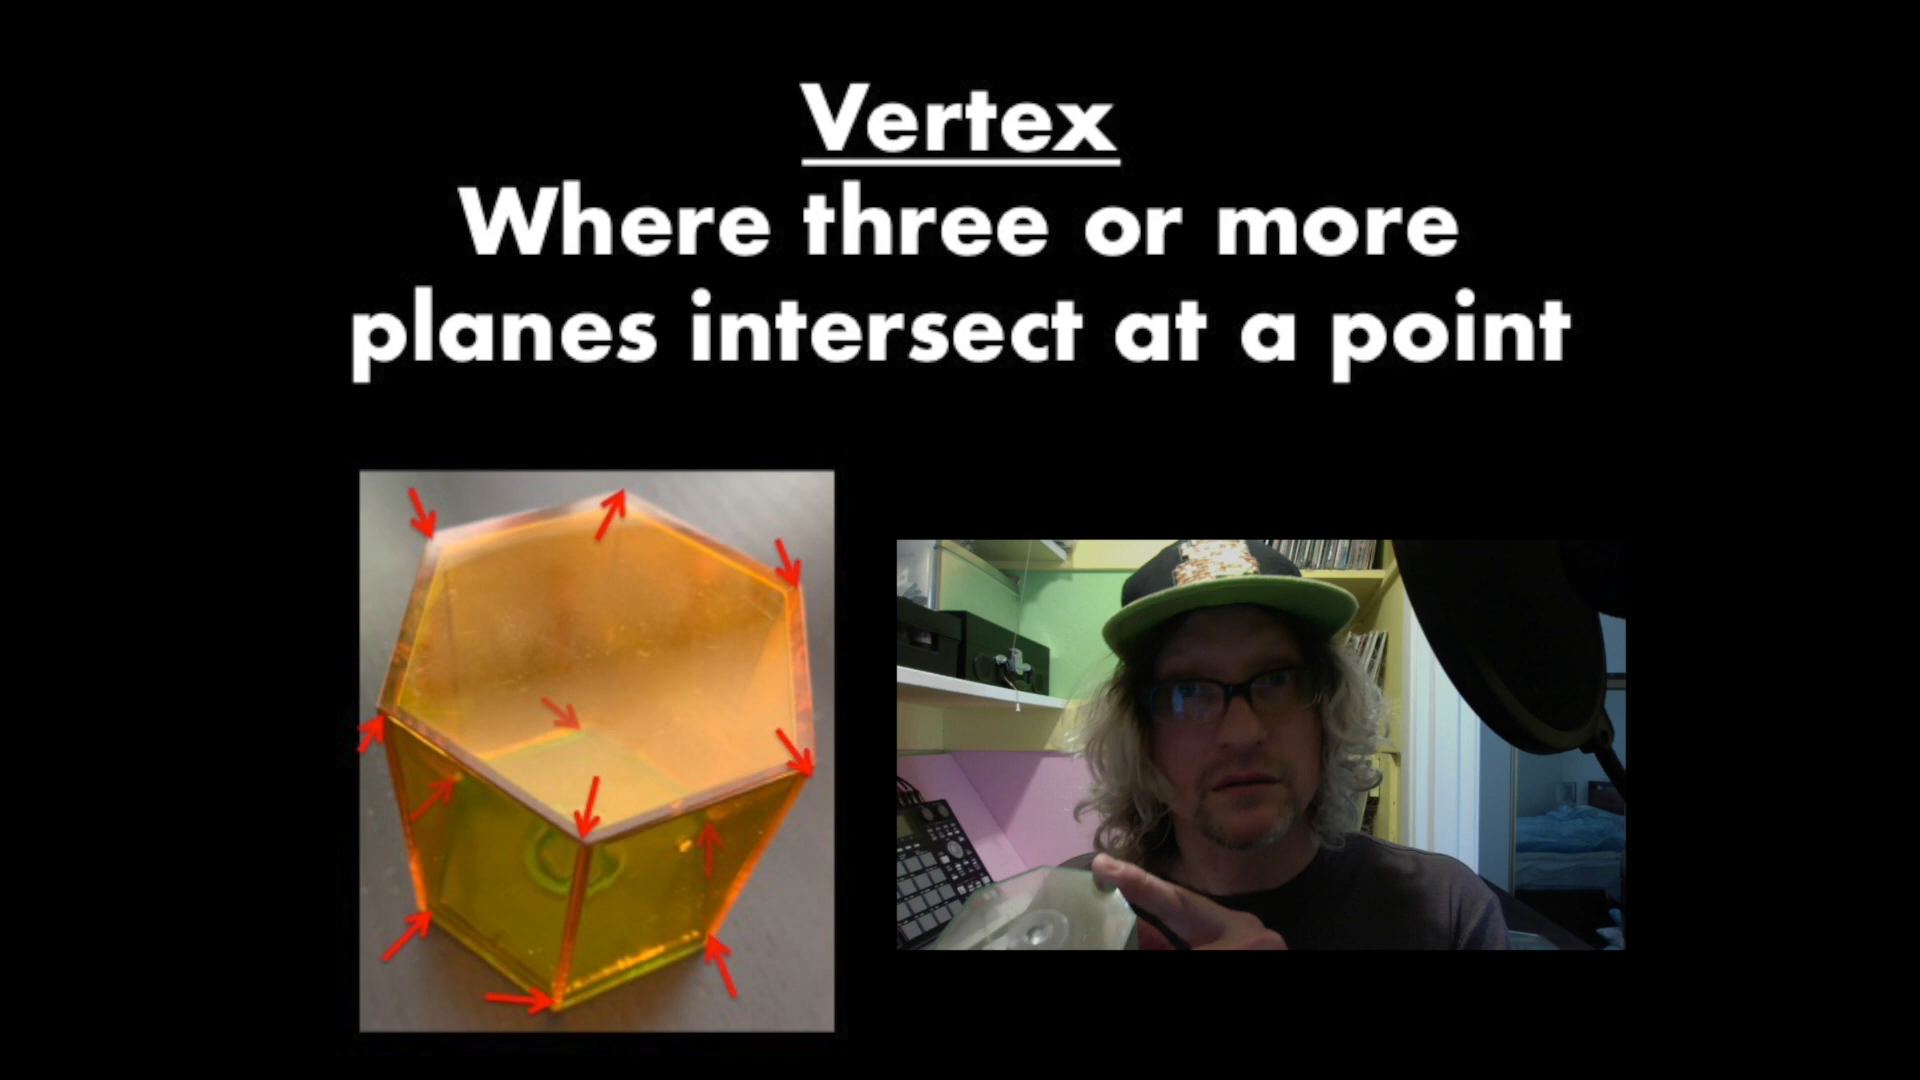 Vertex
Where three or more
planes intersect at a point